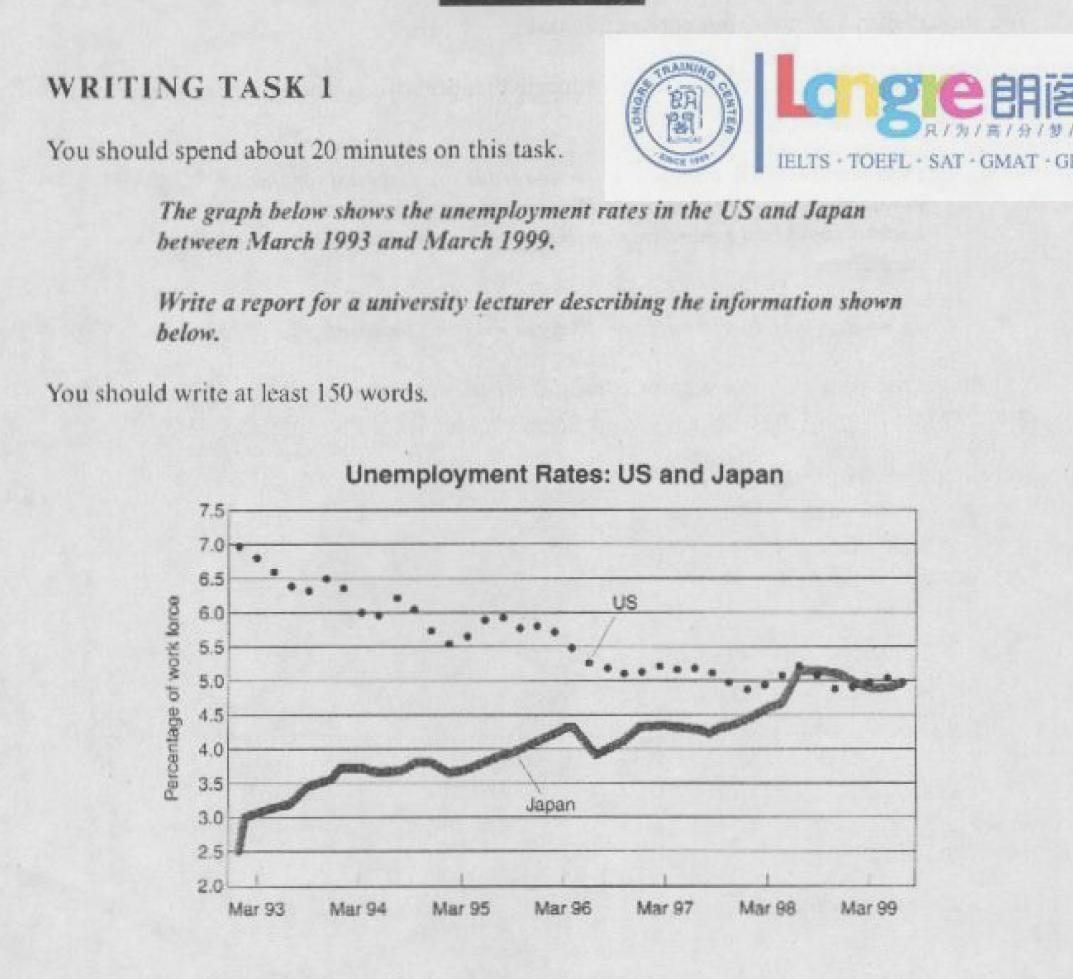 WRITING TASK 1
LONGRE TRAINING CENTER
朗閣
SINCE 1999
Longre 朗阁
只/为/高/分/梦/
IELTS · TOEFL · SAT · GMAT ·
You should spend about 20 minutes on this task.
The graph below shows the unemployment rates in the US and Japan
between March 1993 and March 1999.
Write a report for a university lecturer describing the information shown
below.
You should write at least 150 words.
Unemployment Rates: US and Japan
Percentage of work force
7.5
7.0
6.5
6.0
5.5
5.0
4.5
4.0
3.5
3.0
2.5
2.0
US
Japan
Mar 93 Mar 94 Mar 95 Mar 96 Mar 97 Mar 98 Mar 99